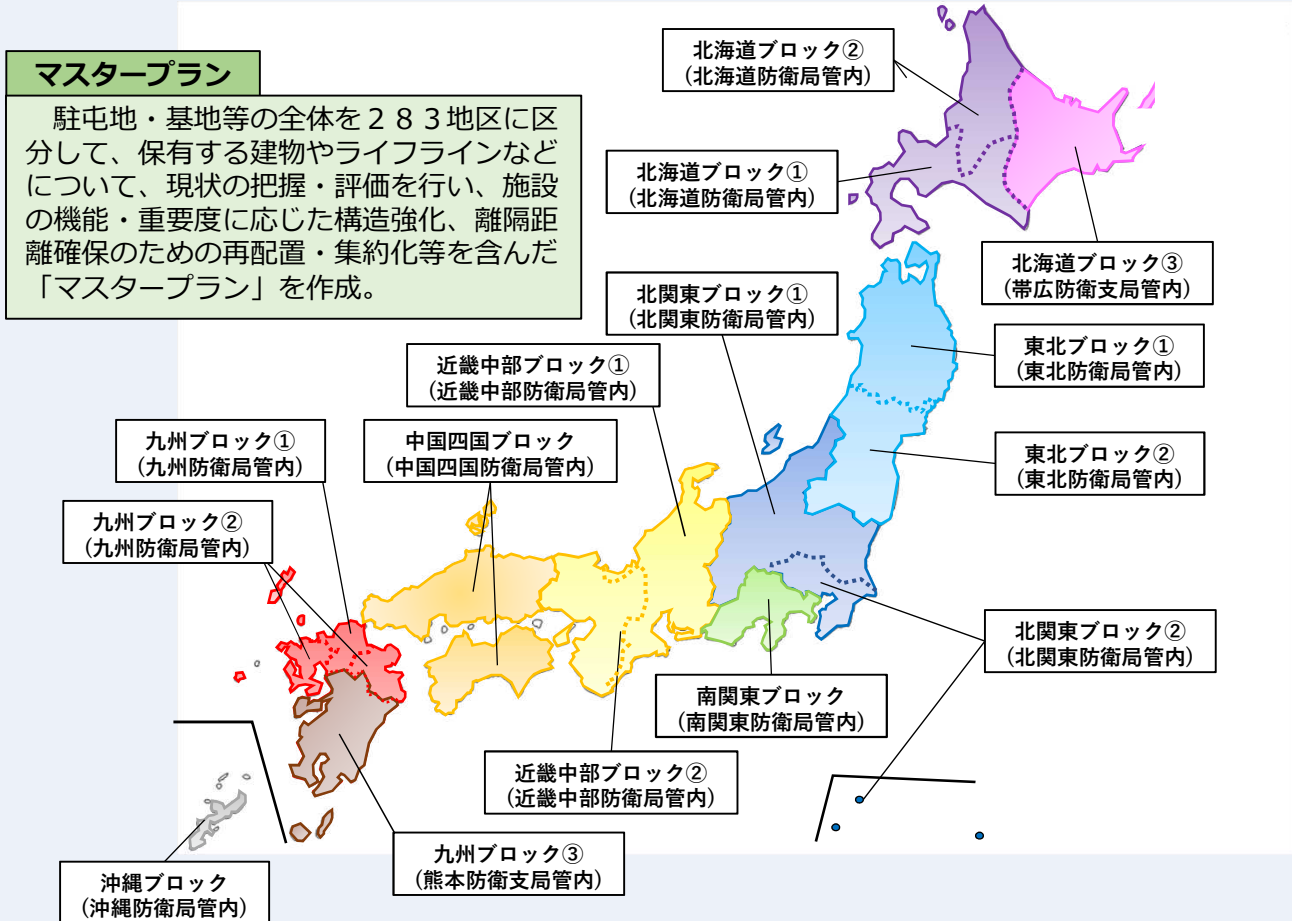 マスタープラン
　駐屯地・基地等の全体を２８３地区に区
分して、保有する建物やライフラインなど
について、現状の把握・評価を行い、施設
の機能・重要度に応じた構造強化、離隔距
離確保のための再配置・集約化等を含んだ
「マスタープラン」を作成。
北海道ブロック②
(北海道防衛局管内)
北海道ブロック①
(北海道防衛局管内)
北海道ブロック③
(帯広防衛支局管内)
北関東ブロック①
(北関東防衛局管内)
東北ブロック①
(東北防衛局管内)
近畿中部ブロック①
(近畿中部防衛局管内)
九州ブロック①
(九州防衛局管内)
中国四国ブロック
(中国四国防衛局管内)
東北ブロック②
(東北防衛局管内)
九州ブロック②
(九州防衛局管内)
北関東ブロック②
(北関東防衛局管内)
南関東ブロック
(南関東防衛局管内)
近畿中部ブロック②
(近畿中部防衛局管内)
九州ブロック③
(熊本防衛支局管内)
沖縄ブロック
(沖縄防衛局管内)